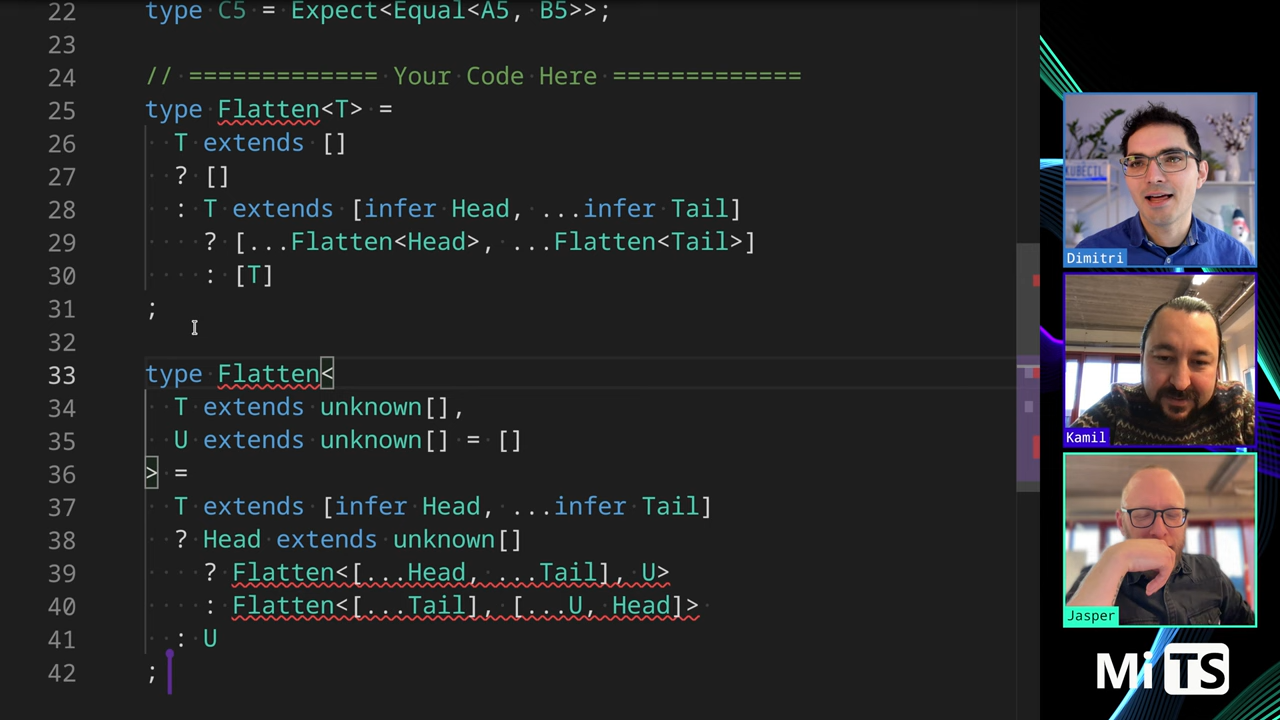 22 type C5 = Expect<Equal<A5, B5>>;
23
24 // ============= Your Code Here =============
25 type Flatten<T> =
26 T extends []
27 ? []
28 : T extends [infer Head, ...infer Tail]
29 ? [...Flatten<Head>, ...Flatten<Tail>]
30 : [T]
31 ;
32
33 type Flatten<
34 T extends unknown[],
35 U extends unknown[] = []
36 > =
37 T extends [infer Head, ...infer Tail]
38 ? Head extends unknown[]
39 ? Flatten<[...Head, ...Tail], U>
40 : Flatten<[...Tail], [...U, Head]>
41 : U
42 ;
KUBECTL
Dimitri
Kamil
Jasper
Mi TS